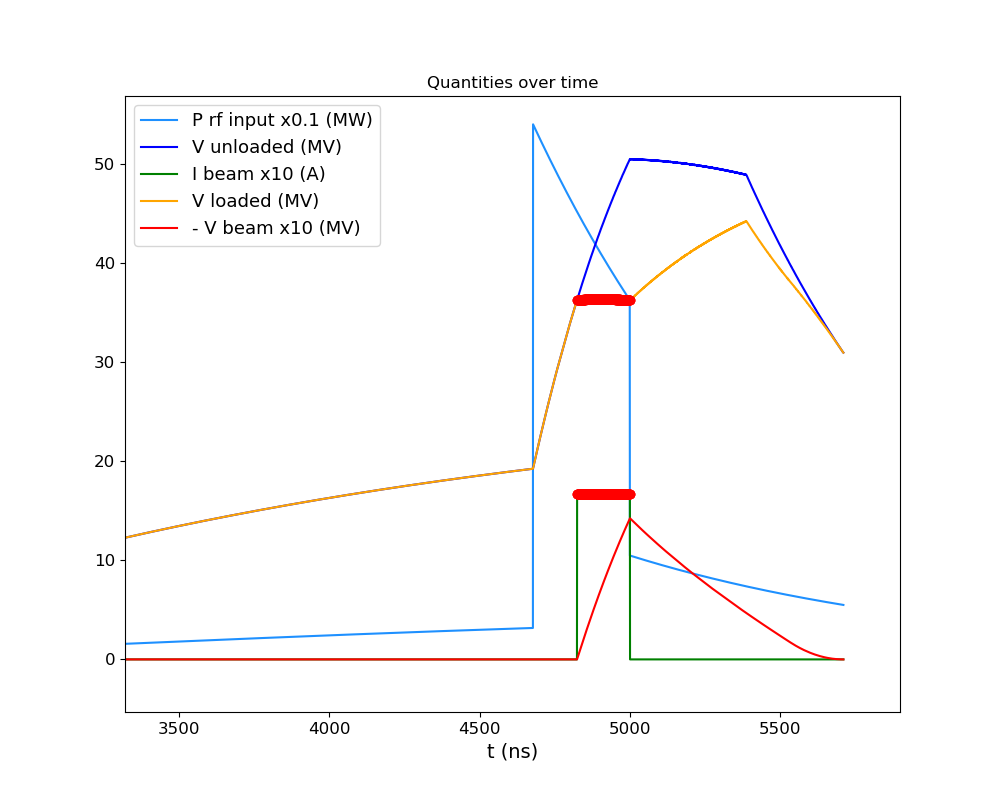 Quantities over time
P rf input x0.1 (MW)
V unloaded (MV)
I beam x10 (A)
V loaded (MV)
- V beam x10 (MV)
50
40
30
20
10
0
3500 4000 4500 5000 5500
t (ns)